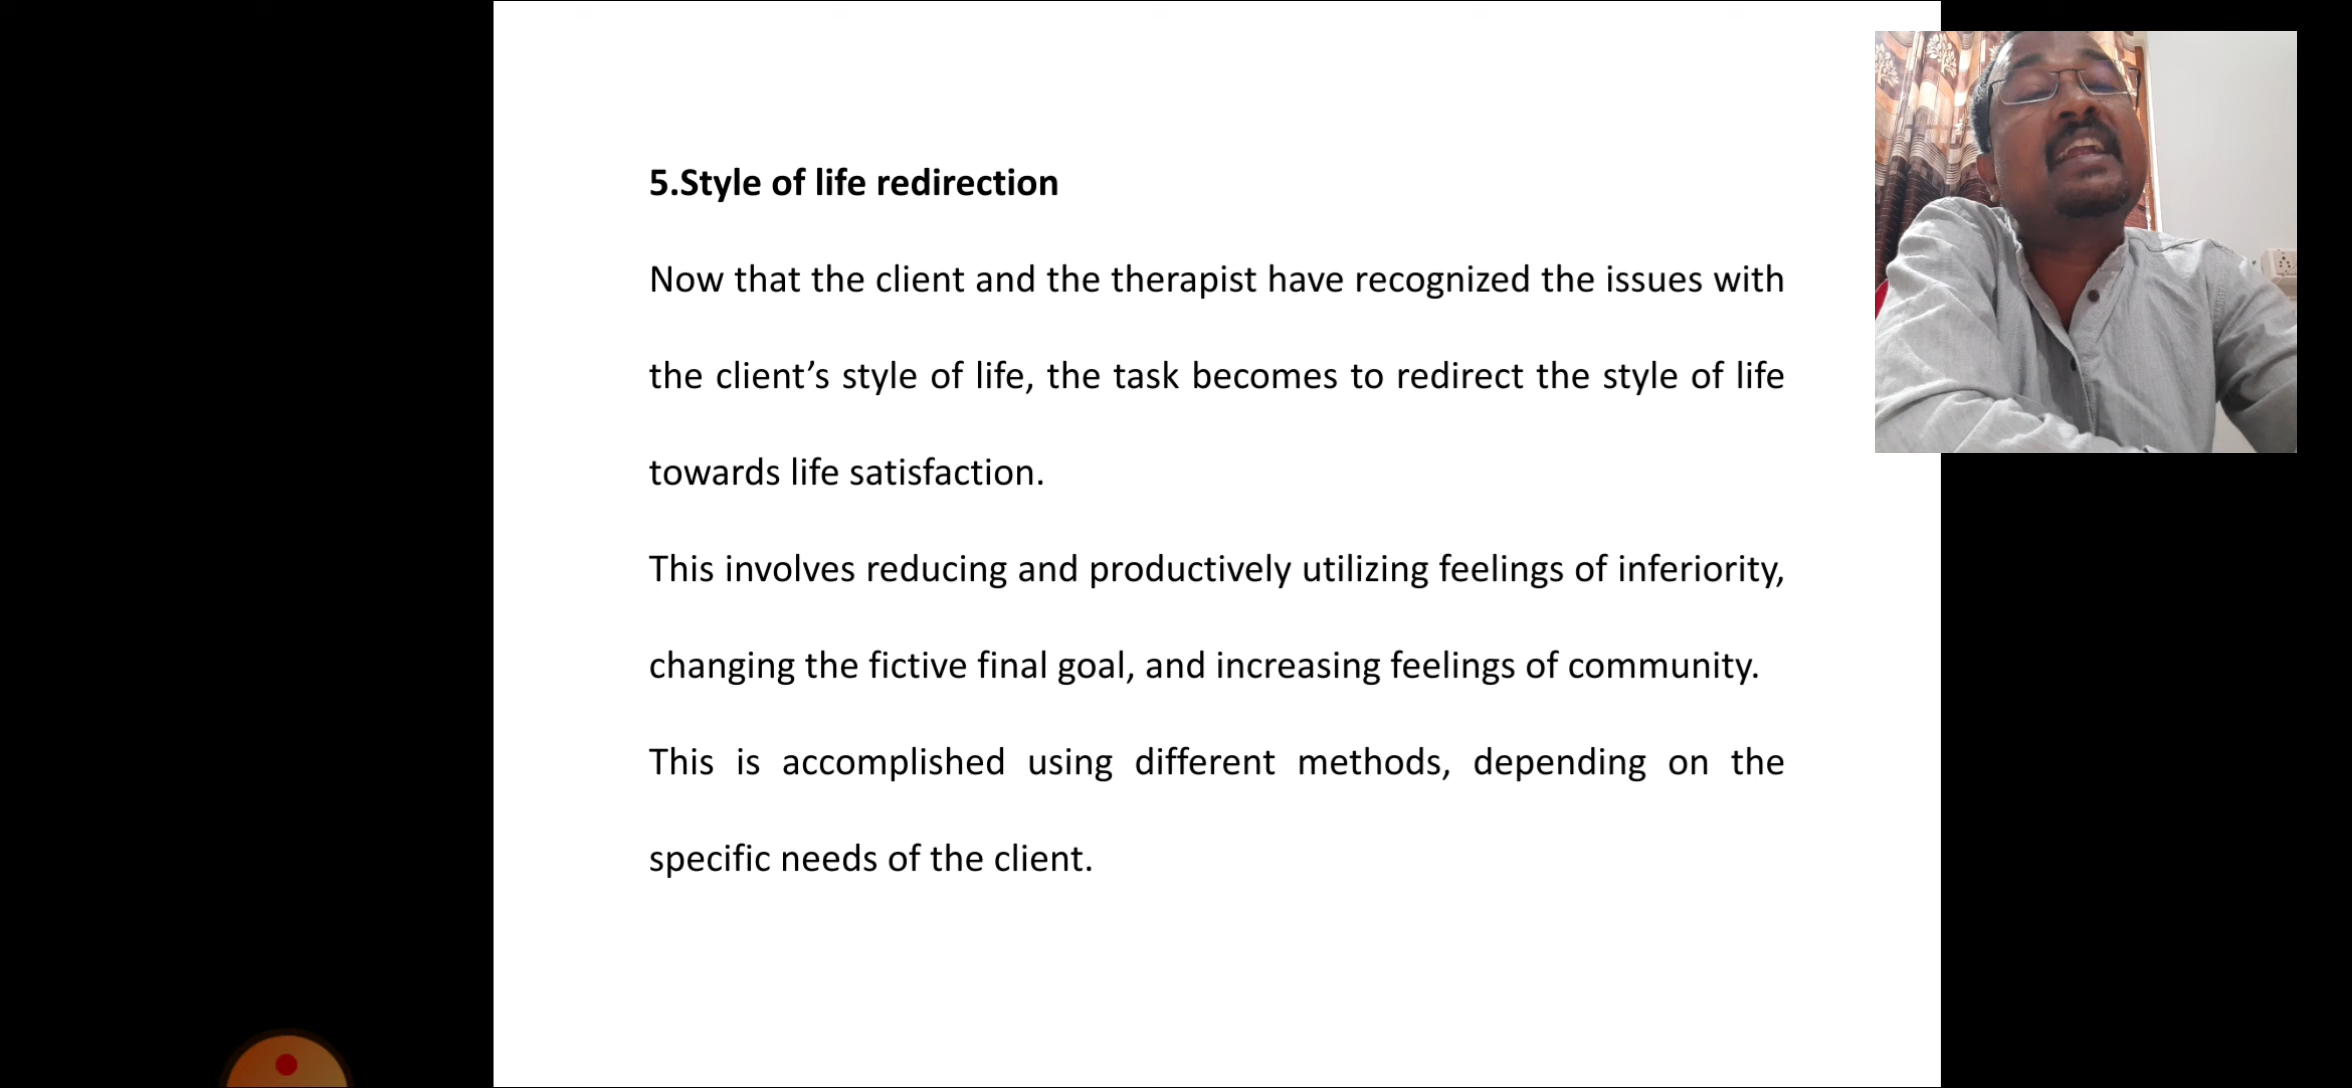 5.Style of life redirection
Now that the client and the therapist have recognized the issues with
the client’s style of life, the task becomes to redirect the style of life
towards life satisfaction.
This involves reducing and productively utilizing feelings of inferiority,
changing the fictive final goal, and increasing feelings of community.
This is accomplished using different methods, depending on the
specific needs of the client.